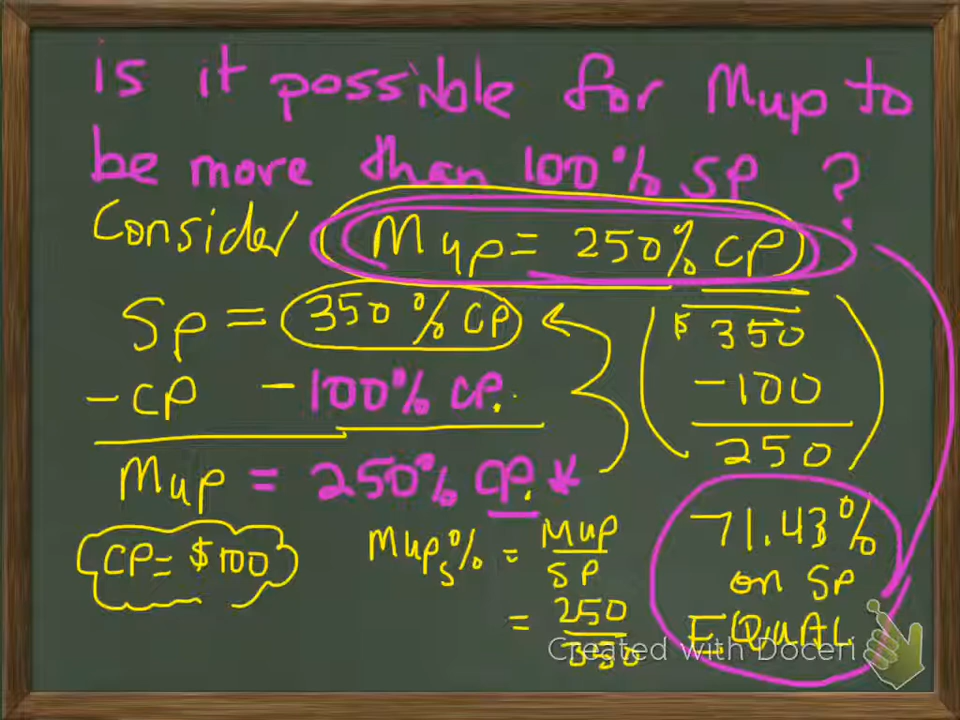 is it possible for Mup to
be more than 100% SP ?
Consider Mup = 250% CP
SP = 350% CP
- CP - 100% CP.
Mup = 250% CP. *
$ 350
- 100
250
CP = $100
Mups% = Mup
SP
= 250
350
71.43%
on SP
EQUAL
Created with Doceri